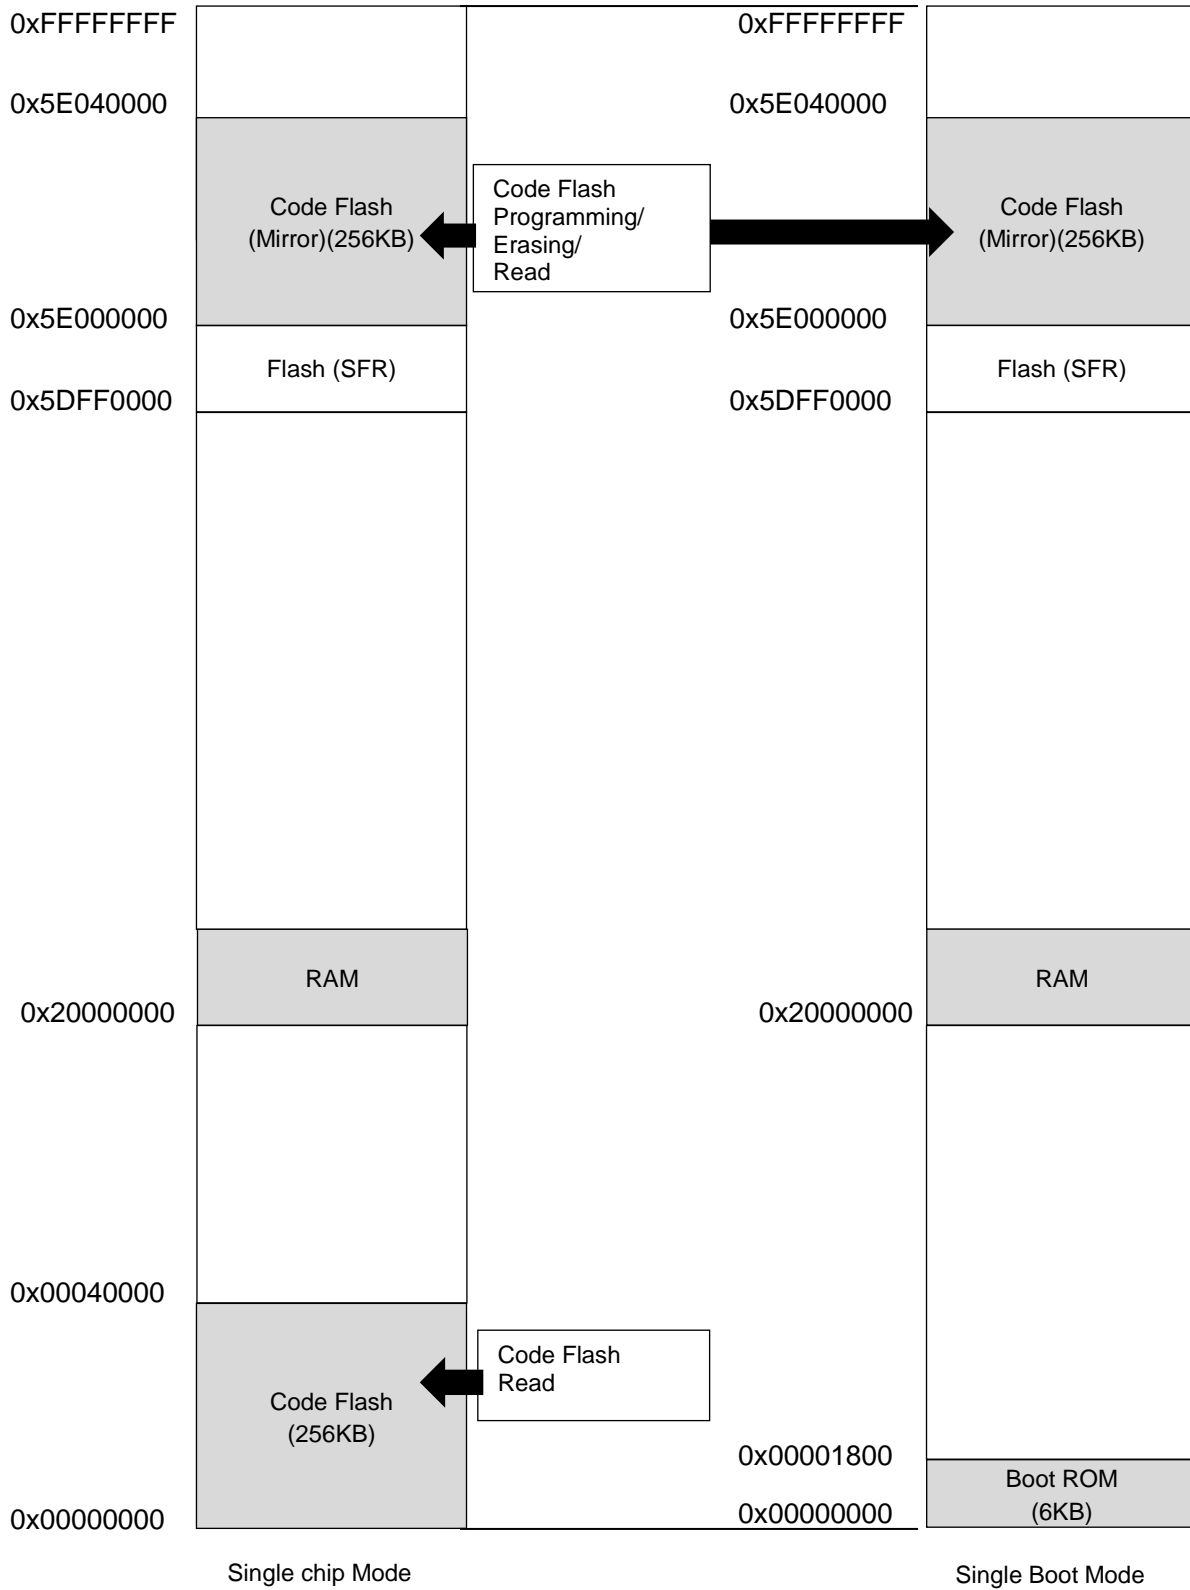 0xFFFFFFFF
0xFFFFFFFF
0x5E040000
0x5E040000
Code Flash
(Mirror)(256KB)
Code Flash
Programming/
Erasing/
Read
Code Flash
(Mirror)(256KB)
0x5E000000
0x5E000000
Flash (SFR)
Flash (SFR)
0x5DFF0000
0x5DFF0000
RAM
RAM
0x20000000
0x20000000
0x00040000
Code Flash
Read
Code Flash
(256KB)
0x00001800
Boot ROM
(6KB)
0x00000000
0x00000000
Single chip Mode
Single Boot Mode